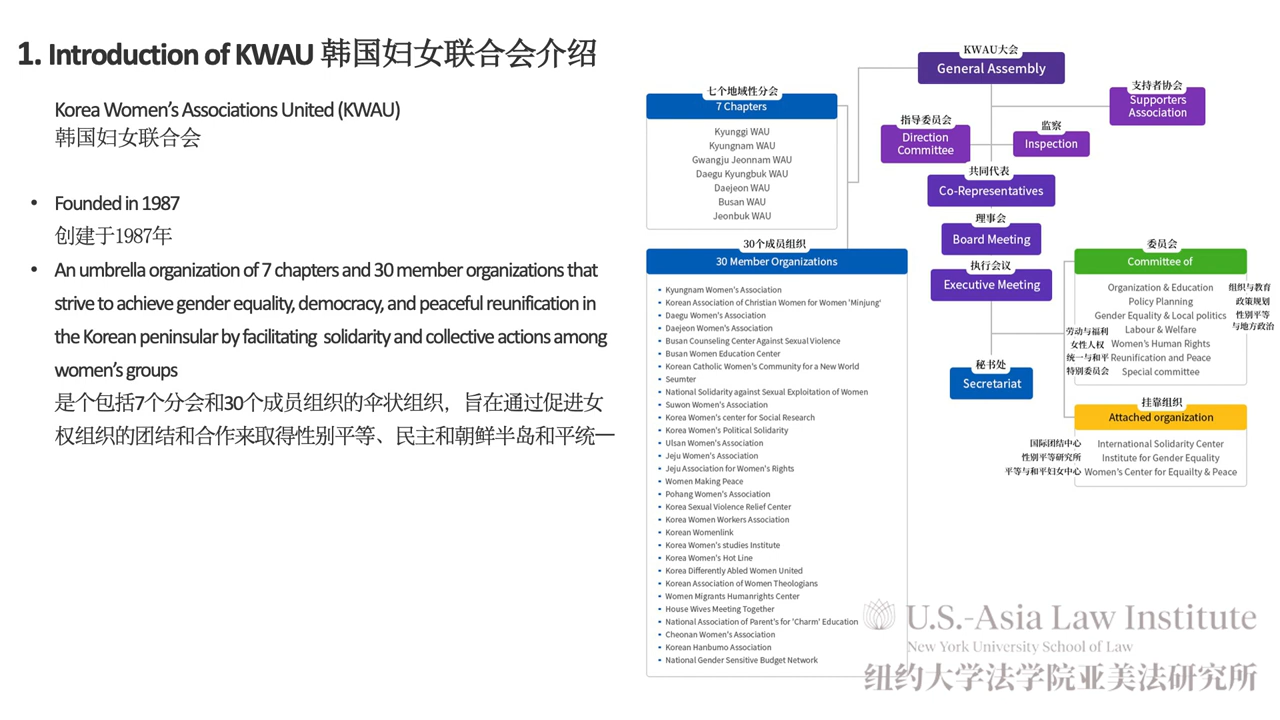 1. Introduction of KWAU 韩国妇女联合会介绍
Korea Women's Associations United (KWAU)
韩国妇女联合会
• Founded in 1987
创建于1987年
• An umbrella organization of 7 chapters and 30 member organizations that
strive to achieve gender equality, democracy, and peaceful reunification in
the Korean peninsular by facilitating solidarity and collective actions among
women's groups
是个包括7个分会和30个成员组织的伞状组织，旨在通过促进女
权组织的团结和合作来取得性别平等、民主和朝鲜半岛和平统一
七个地域性分会
7 Chapters
Kyunggi WAU
Kyungnam WAU
Gwangju Jeonnam WAU
Daegu Kyungbuk WAU
Daejeon WAU
Busan WAU
Jeonbuk WAU
30个成员组织
30 Member Organizations
Kyungnam Women's Association
Korean Association of Christian Women for Women 'Minjung'
Daegu Women's Association
Daejeon Women's Association
Busan Counseling Center Against Sexual Violence
Busan Women Education Center
Korean Catholic Women's Community for a New World
Seumter
National Solidarity against Sexual Exploitation of Women
Suwon Women's Association
Korea Women's center for Social Research
Korea Women's Political Solidarity
Ulsan Women's Association
Jeju Women's Association
Jeju Association for Women's Rights
Women Making Peace
Pohang Women's Association
Korea Sexual Violence Relief Center
Korea Women Workers Association
Korean Womenlink
Korea Women's studies Institute
Korea Women's Hot Line
Korea Differently Abled Women United
Korean Association of Women Theologians
Women Migrants Humanrights Center
House Wives Meeting Together
National Association of Parent's for 'Charm' Education
Cheonan Women's Association
Korean Hanbumo Association
National Gender Sensitive Budget Network
KWAU大会
General Assembly
支持者协会
Supporters
Association
指导委员会
Direction
Committee
监察
Inspection
共同代表
Co-Representatives
理事会
Board Meeting
执行会议
Executive Meeting
秘书处
Secretariat
委员会
Committee of
Organization & Education 组织与教育
Policy Planning 政策规划
Gender Equality & Local politics 性别平等
与地方政治
劳动与福利 Labour & Welfare
女性人权 Women's Human Rights
统一与和平 Reunification and Peace
特别委员会 Special committee
挂靠组织
Attached organization
国际团结中心 International Solidarity Center
性别平等研究所 Institute for Gender Equality
平等与和平妇女中心 Women's Center for Equailty & Peace
U.S.-Asia Law Institute
New York University School of Law
纽约大学法学院亚美法研究所